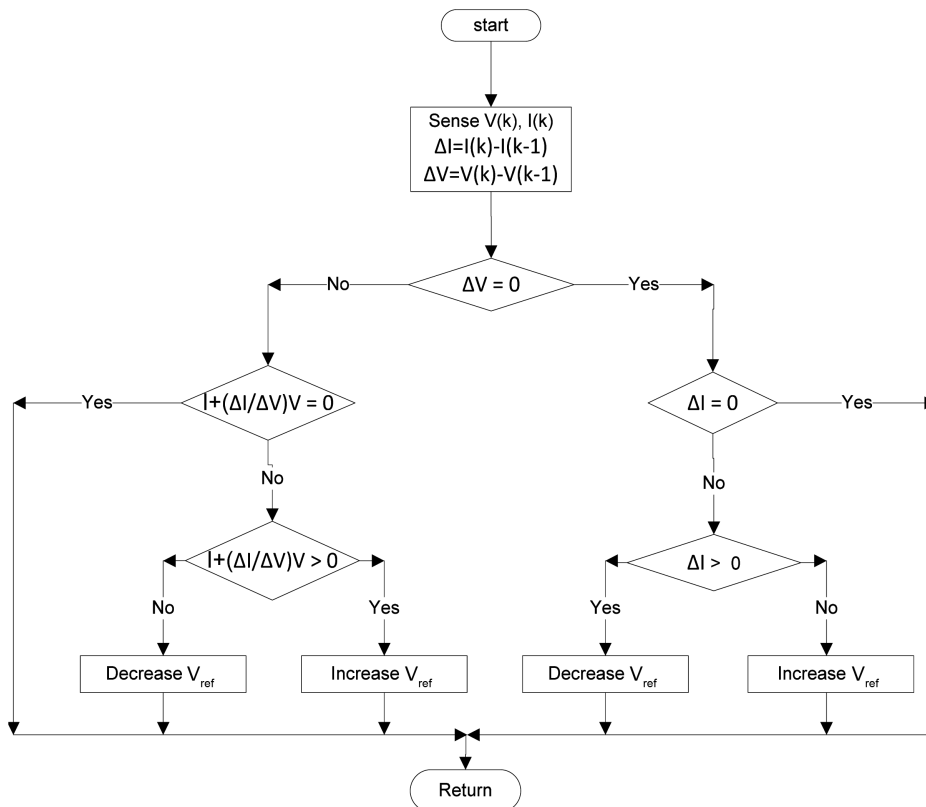 start
Sense V(k), I(k)
ΔI=I(k)-I(k-1)
ΔV=V(k)-V(k-1)
ΔV = 0
No
Yes
I+(ΔI/ΔV)V = 0
Yes
No
ΔI = 0
Yes
No
I+(ΔI/ΔV)V > 0
No
Yes
ΔI > 0
Yes
No
Decrease Vref
Increase Vref
Decrease Vref
Increase Vref
Return